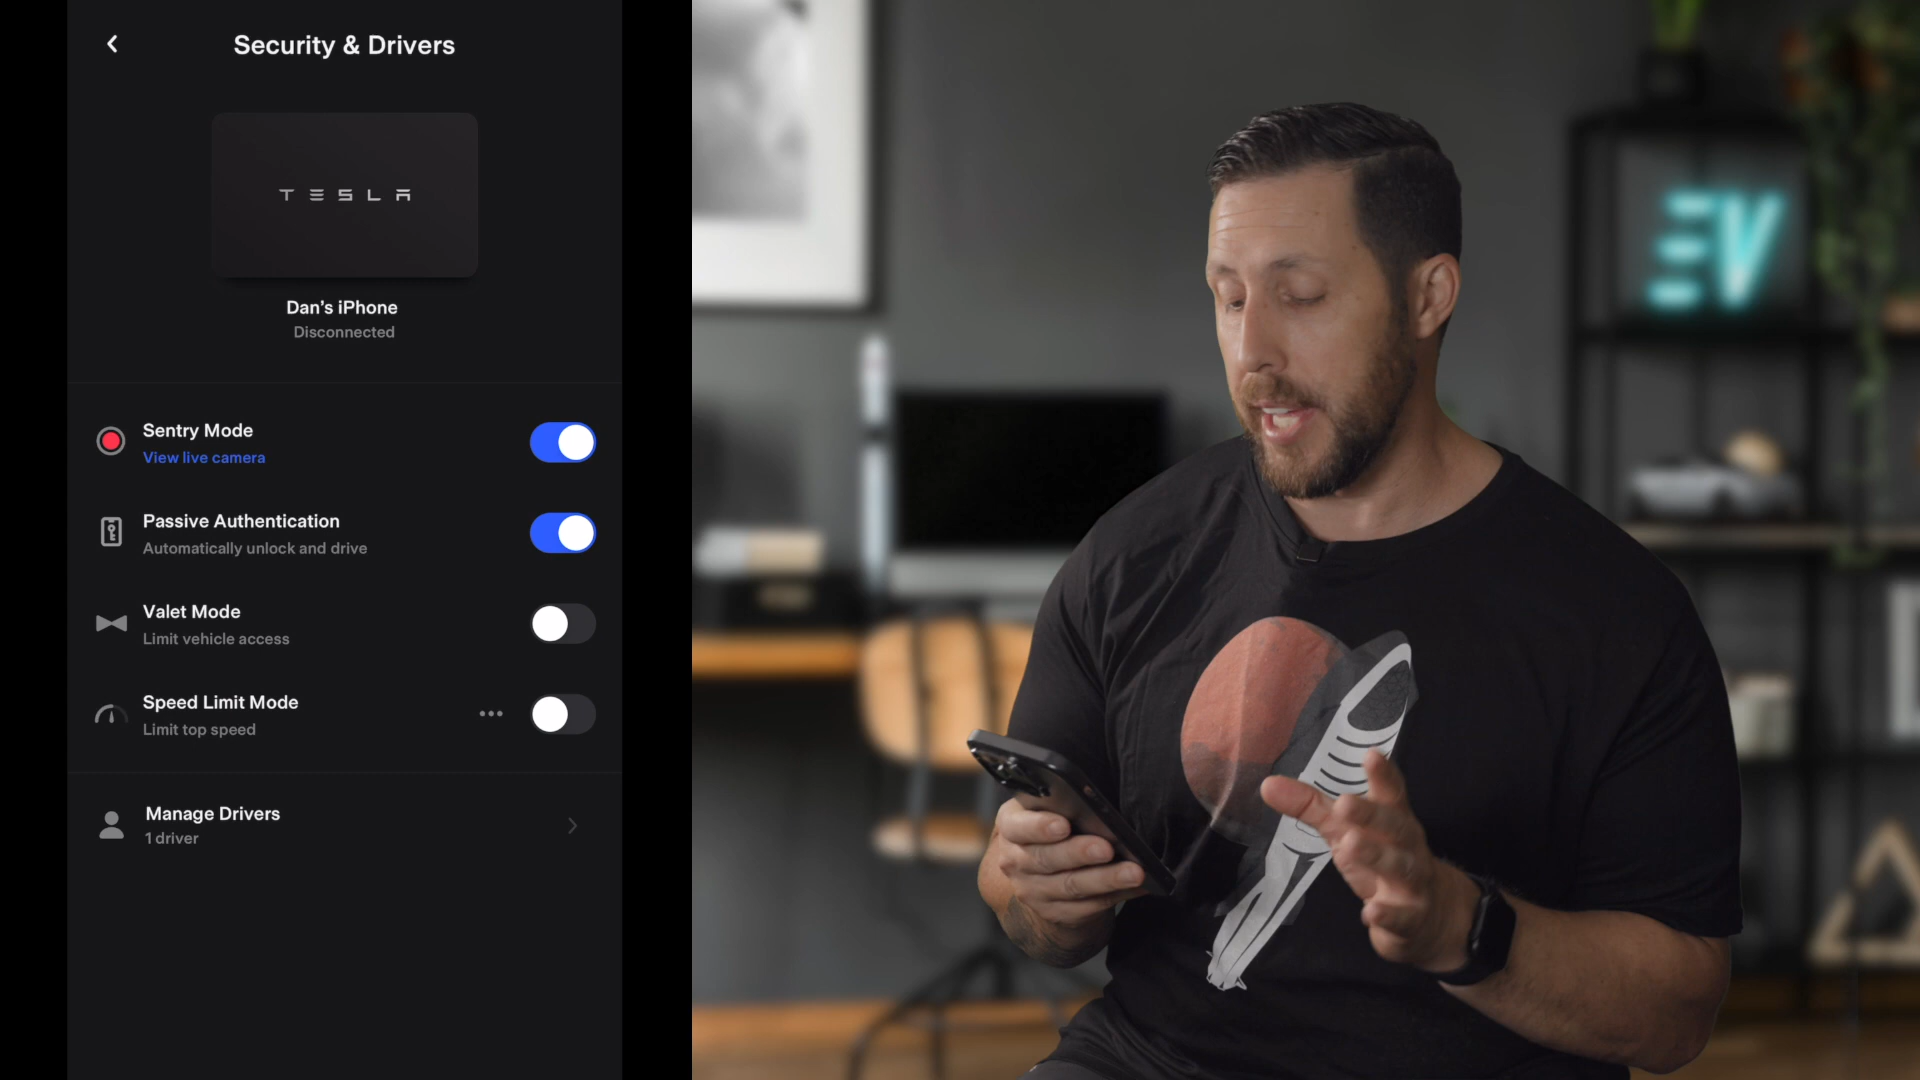 Security & Drivers
TESLA
Dan's iPhone
Disconnected
Sentry Mode
View live camera
Passive Authentication
Automatically unlock and drive
Valet Mode
Limit vehicle access
Speed Limit Mode
Limit top speed
Manage Drivers
1 driver
EV